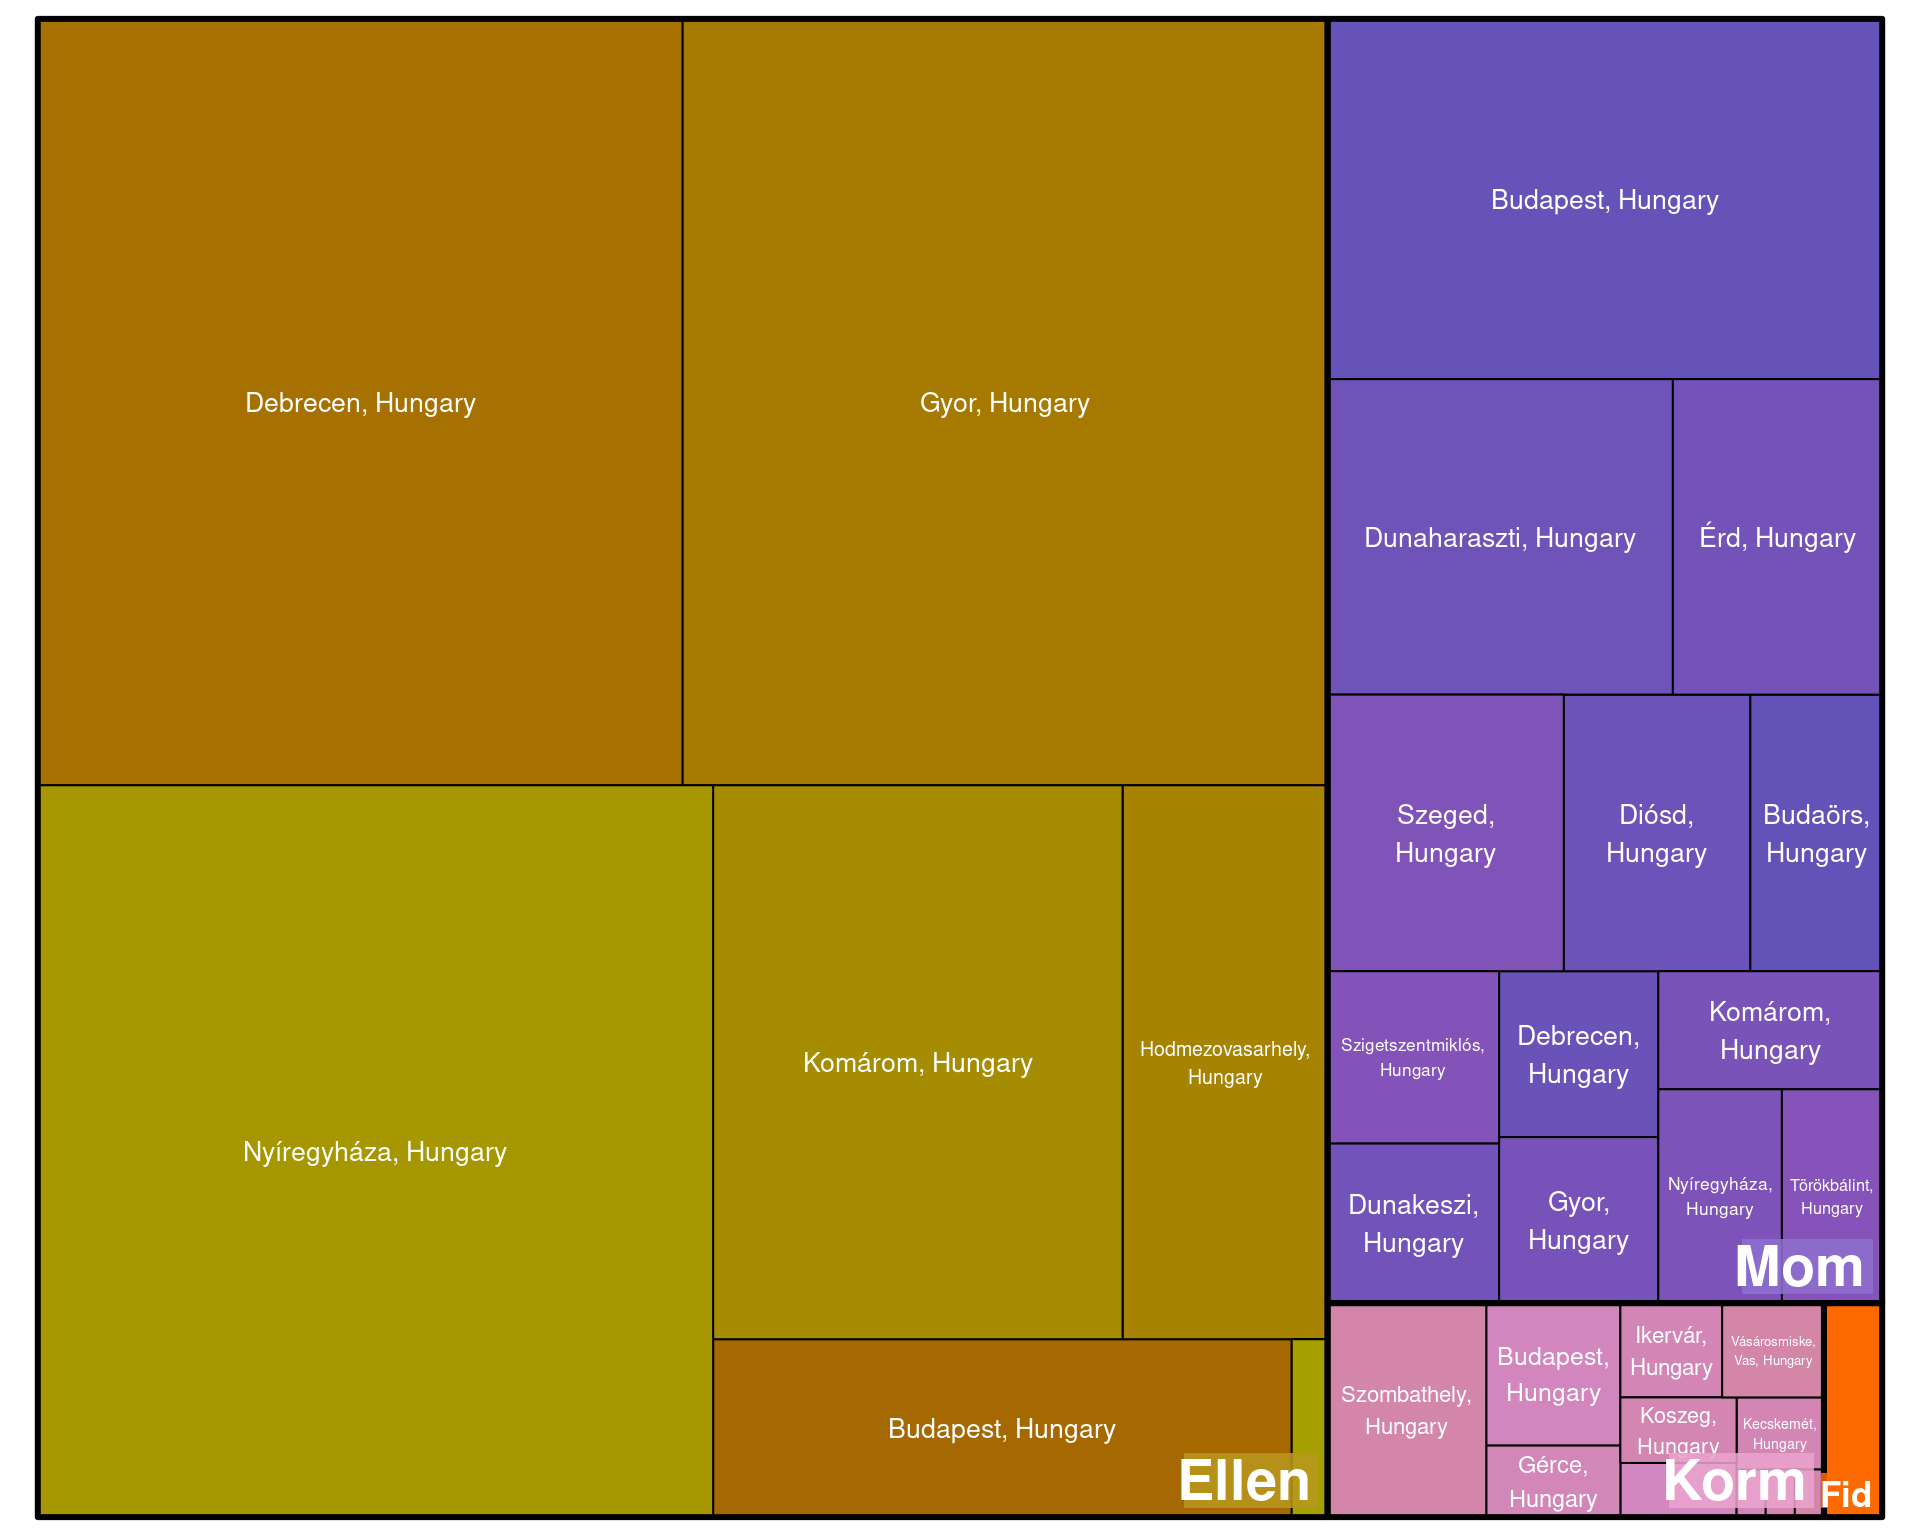 Debrecen, Hungary
Gyor, Hungary
Nyíregyháza, Hungary
Komárom, Hungary
Hodmezovasarhely,
Hungary
Budapest, Hungary
Ellen
Budapest, Hungary
Dunaharaszti, Hungary
Érd, Hungary
Szeged,
Hungary
Diósd,
Hungary
Budaörs,
Hungary
Szigetszentmiklós,
Hungary
Debrecen,
Hungary
Komárom,
Hungary
Dunakeszi,
Hungary
Gyor,
Hungary
Nyíregyháza,
Hungary
Törökbálint,
Hungary
Mom
Szombathely,
Hungary
Budapest,
Hungary
Gérce,
Hungary
Ikervár,
Hungary
Vásárosmiske,
Vas, Hungary
Koszeg,
Hungary
Kecskemét,
Hungary
Korm
Fid